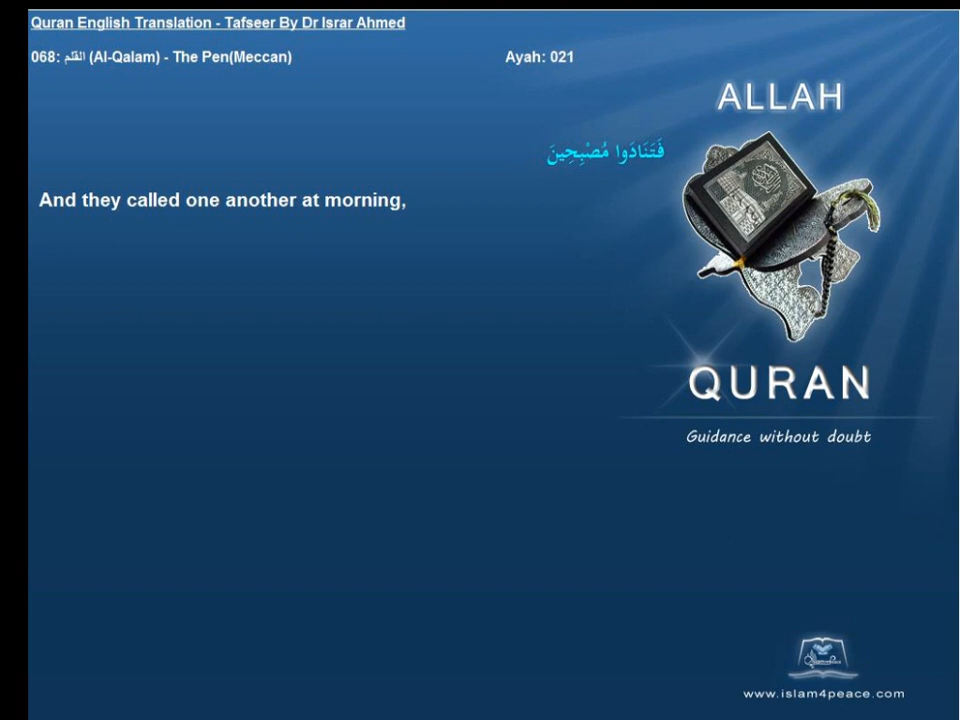 Quran English Translation - Tafseer By Dr Israr Ahmed
068: القلم (Al-Qalam) - The Pen(Meccan) Ayah: 021
ALLAH
فَتَنَادَوا مُصْبِحِينَ
And they called one another at morning,
QURAN
Guidance without doubt
www.islam4peace.com